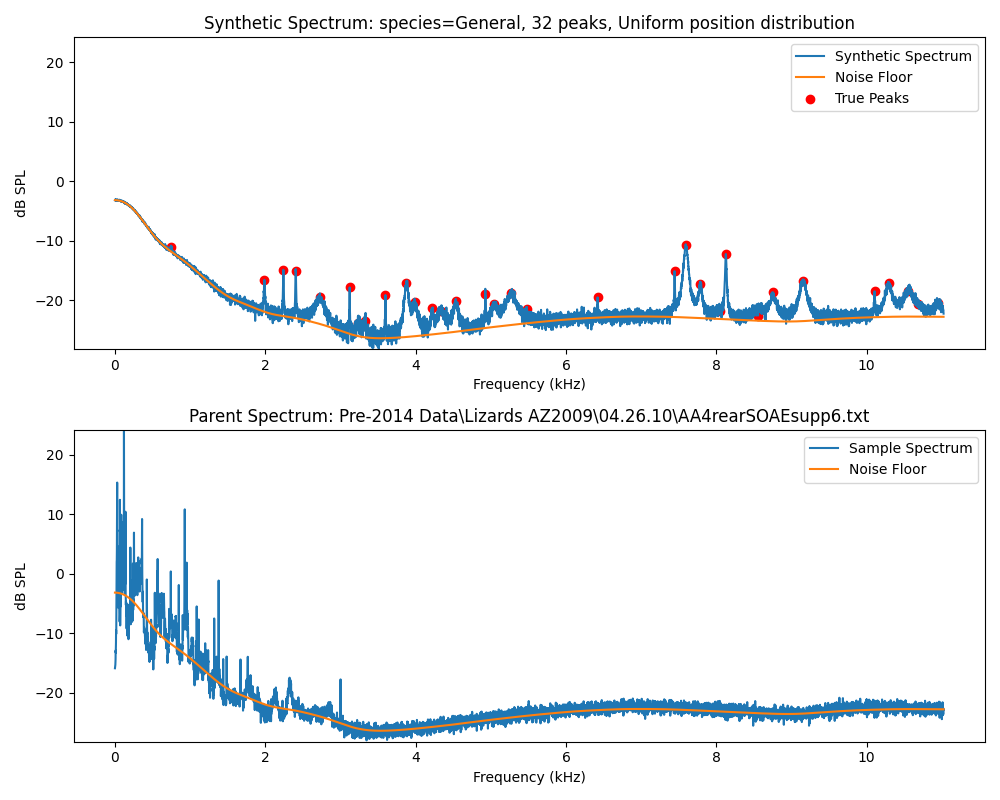 Synthetic Spectrum: species=General, 32 peaks, Uniform position distribution
20
10
0
−10
−20
dB SPL
Synthetic Spectrum
Noise Floor
True Peaks
0 2 4 6 8 10
Frequency (kHz)
Parent Spectrum: Pre-2014 Data\Lizards AZ2009\04.26.10\AA4rearSOAEsupp6.txt
20
10
0
−10
−20
dB SPL
Sample Spectrum
Noise Floor
0 2 4 6 8 10
Frequency (kHz)